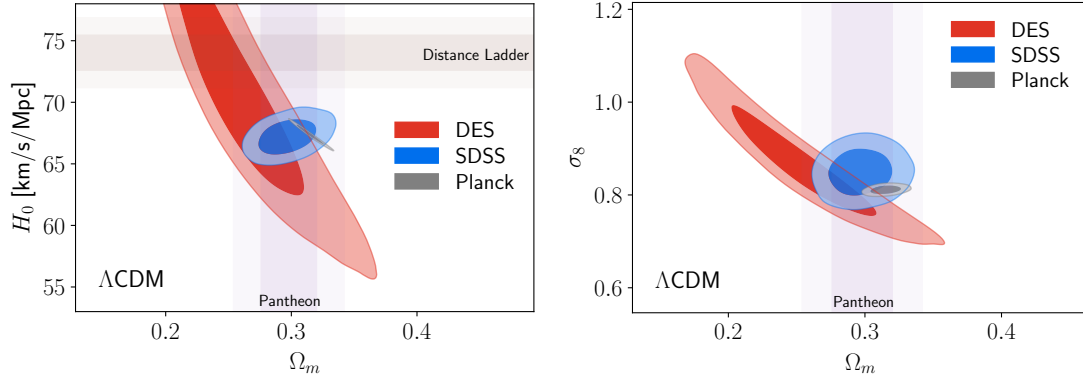 75
70
65
60
55
H₀ [km/s/Mpc]
Distance Ladder
DES
SDSS
Planck
ΛCDM
Pantheon
0.2 0.3 0.4
Ωₘ
1.2
1.0
0.8
0.6
σ₈
DES
SDSS
Planck
ΛCDM
Pantheon
0.2 0.3 0.4
Ωₘ